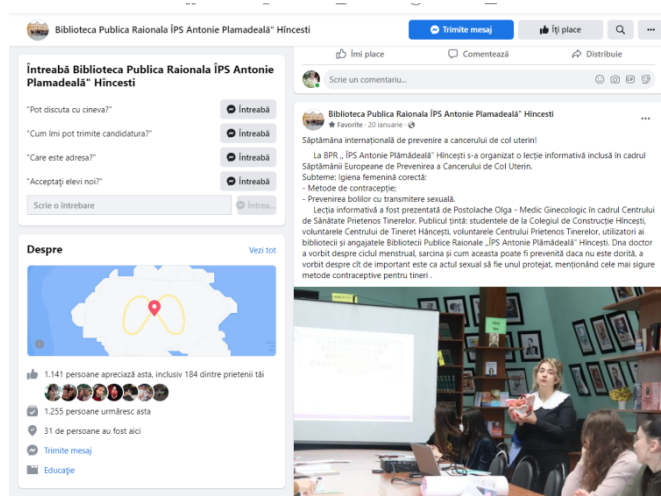 Biblioteca Publica Raionala ÎPS Antonie Plamadeală" Hîncesti
Trimite mesaj
Îți place
Îmi place
Comentează
Distribuie
Scrie un comentariu...
Întreabă Biblioteca Publica Raionala ÎPS Antonie
Plamadeală" Hîncesti
"Pot discuta cu cineva?"
Întreabă
"Cum îmi pot trimite candidatura?"
Întreabă
"Care este adresa?"
Întreabă
"Acceptați elevi noi?"
Întreabă
Scrie o întrebare
Întrea...
Despre
Vezi tot
1.141 persoane apreciază asta, inclusiv 184 dintre prietenii tăi
1.255 persoane urmăresc asta
31 de persoane au fost aici
Trimite mesaj
Educație
Biblioteca Publica Raionala ÎPS Antonie Plamadeală" Hîncesti
Favorite · 20 ianuarie ·
Săptămâna internațională de prevenire a cancerului de col uterin!
La BPR „ ÎPS Antonie Plămădeală" Hîncești s-a organizat o lecție informativă inclusă în cadrul
Săptămânii Europene de Prevenirea a Cancerului de Col Uterin.
Subteme: Igiena femenină corectă:
- Metode de contracepție;
- Prevenirea bolilor cu transmitere sexuală.
Lecția informativă a fost prezentată de Postolache Olga - Medic Ginecologic în cadrul Centrului
de Sănătate Prietenos Tinerelor. Publicul țintă: studentele de la Colegiul de Construcție Hîncești,
voluntarele Centrului de Tineret Hâncești, voluntarele Centrului Prietenos Tinerelor, utilizatori ai
bibliotecii și angajatele Bibliotecii Publice Raionale „ÎPS Antonie Plămădeală" Hîncești. Dna doctor
a vorbit despre ciclul menstrual, sarcina și cum aceasta poate fi prevenită daca nu este dorită, a
vorbit despre cît de important este ca actul sexual să fie unul protejat, menționând cele mai sigure
metode contraceptive pentru tineri .